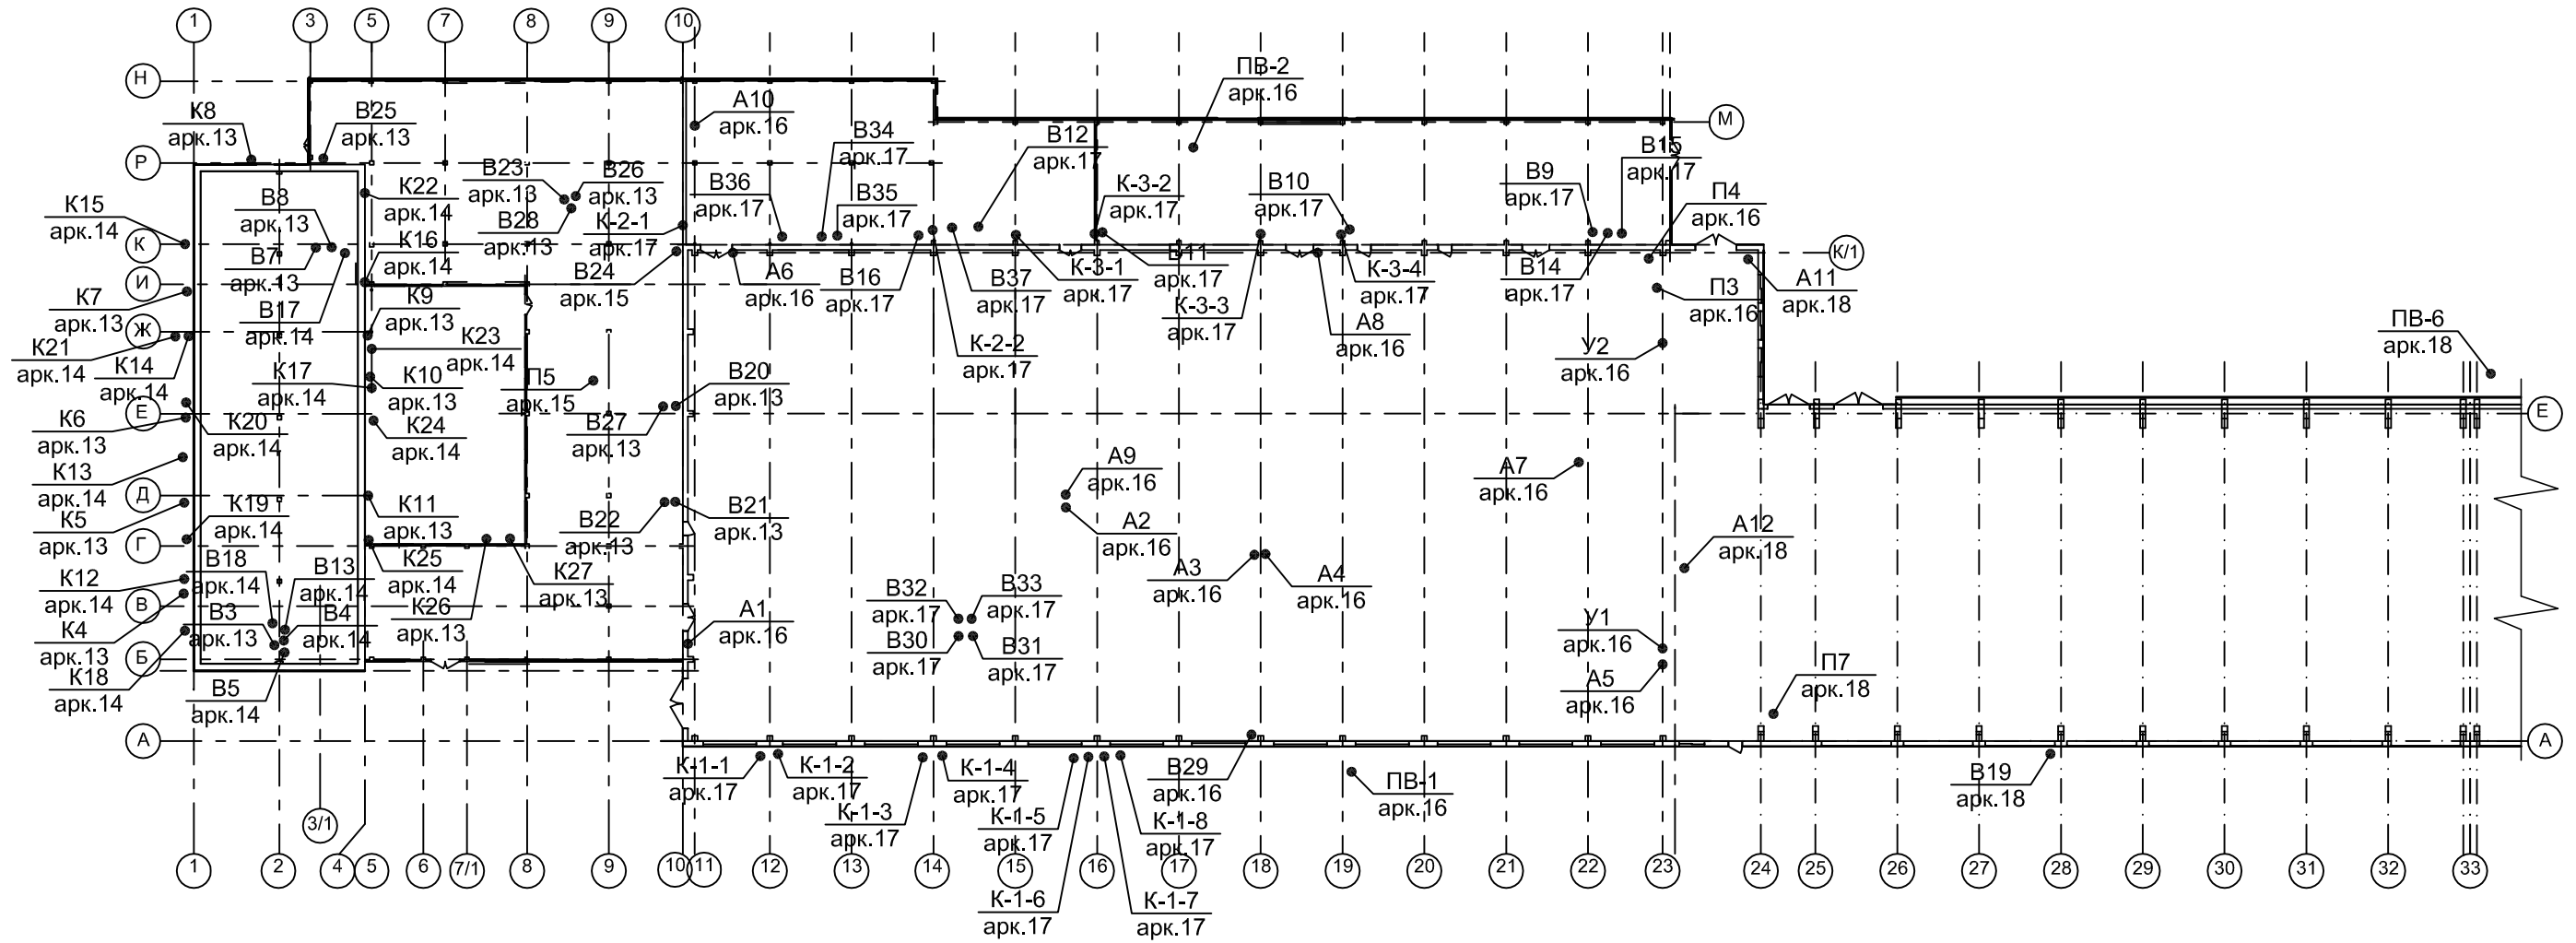 1
3
5
7
8
9
10
Н
Р
К
И
Ж
Е
Д
Г
В
Б
А
М
К/1
Е
А
К8
арк.13
В25
арк.13
А10
арк.16
ПВ-2
арк.16
В34
арк.17
В12
арк.17
В15
арк.17
К15
арк.14
В8
арк.13
К22
арк.14
В23
арк.13
В26
арк.13
В28
арк.13
К-2-1
арк.17
В36
арк.17
В35
арк.17
К-3-2
арк.17
В10
арк.17
В9
арк.17
П4
арк.16
В7
арк.13
К16
арк.14
В24
арк.15
А6
арк.16
В16
арк.17
В37
арк.17
К-3-1
арк.17
В11
арк.17
К-3-4
арк.17
В14
арк.17
А11
арк.18
К7
арк.13
В17
арк.14
К9
арк.13
К-3-3
арк.17
П3
арк.16
А8
арк.16
ПВ-6
арк.18
К21
арк.14
К14
арк.14
К23
арк.14
К-2-2
арк.17
У2
арк.16
К17
арк.14
К10
арк.13
П5
арк.15
В20
арк.13
К6
арк.13
К20
арк.14
К24
арк.14
В27
арк.13
К13
арк.14
А9
арк.16
А7
арк.16
К5
арк.13
К19
арк.14
К11
арк.13
В22
арк.13
В21
арк.13
А2
арк.16
А12
арк.18
К12
арк.14
В18
арк.14
В13
арк.14
К25
арк.14
К27
арк.13
А3
арк.16
А4
арк.16
К4
арк.13
В3
арк.13
В4
арк.14
К26
арк.13
А1
арк.16
В32
арк.17
В33
арк.17
В30
арк.17
В31
арк.17
У1
арк.16
К18
арк.14
В5
арк.14
А5
арк.16
П7
арк.18
К-1-1
арк.17
К-1-2
арк.17
К-1-3
арк.17
К-1-4
арк.17
К-1-5
арк.17
К-1-8
арк.17
В29
арк.16
ПВ-1
арк.16
В19
арк.18
К-1-6
арк.17
К-1-7
арк.17
3/1
1
2
4
5
6
7/1
8
9
10
11
12
13
14
15
16
17
18
19
20
21
22
23
24
25
26
27
28
29
30
31
32
33